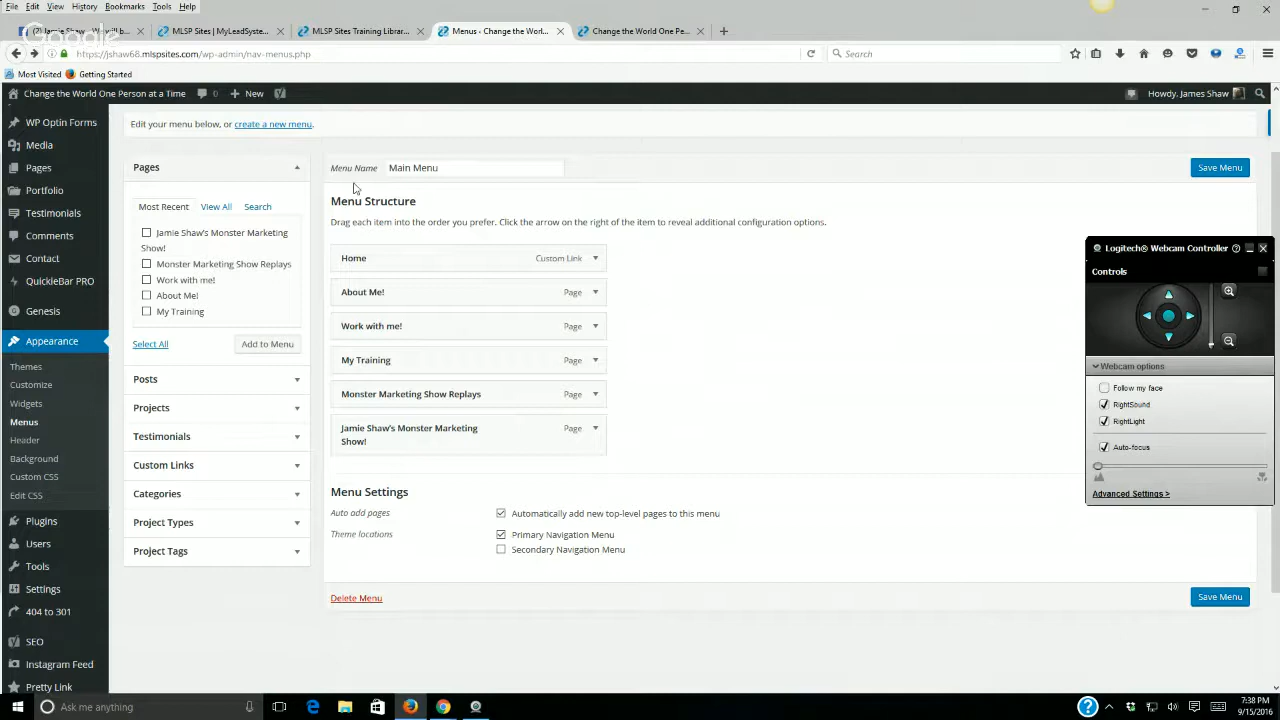 File Edit View History Bookmarks Tools Help
Jamie Shaw
MLSP Sites | MyLeadSyste...
MLSP Sites Training Librar...
Menus ‹ Change the Worl...
Change the World One Pe...
Google
https://jshaw68.mlspsites.com/wp-admin/nav-menus.php
Search
Most Visited Getting Started
Change the World One Person at a Time 0 New
Howdy, James Shaw
WP Optin Forms
Media
Pages
Portfolio
Testimonials
Comments
Contact
QuickieBar PRO
Genesis
Appearance
Themes
Customize
Widgets
Menus
Header
Background
Custom CSS
Edit CSS
Plugins
Users
Tools
Settings
404 to 301
SEO
Instagram Feed
Pretty Link
Edit your menu below, or create a new menu.
Pages
Most Recent View All Search
Jamie Shaw's Monster Marketing
Show!
Monster Marketing Show Replays
Work with me!
About Me!
My Training
Select All Add to Menu
Posts
Projects
Testimonials
Custom Links
Categories
Project Types
Project Tags
Menu Name Main Menu Save Menu
Menu Structure
Drag each item into the order you prefer. Click the arrow on the right of the item to reveal additional configuration options.
Home Custom Link
About Me! Page
Work with me! Page
My Training Page
Monster Marketing Show Replays Page
Jamie Shaw's Monster Marketing Page
Show!
Menu Settings
Auto add pages Automatically add new top-level pages to this menu
Theme locations Primary Navigation Menu
Secondary Navigation Menu
Delete Menu Save Menu
Logitech® Webcam Controller
Controls
Webcam options
Follow my face
RightSound
RightLight
Auto-focus
Advanced Settings >
Ask me anything
7:38 PM
9/15/2016